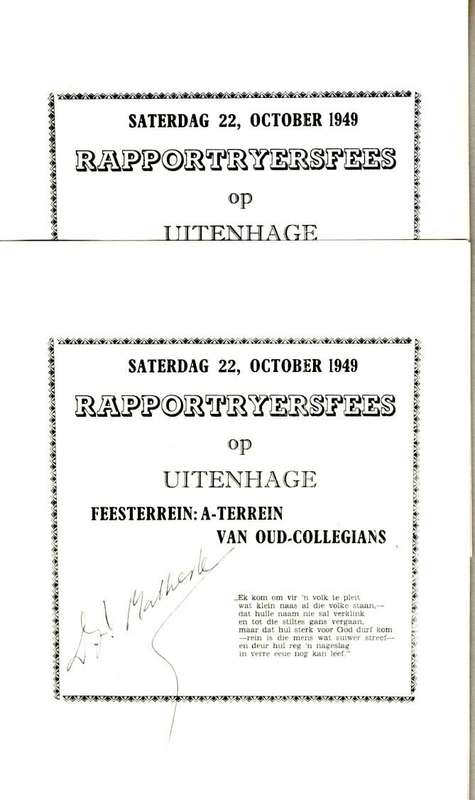 SATERDAG 22, OCTOBER 1949
RAPPORTRYERSFEES
op
UITENHAGE
SATERDAG 22, OCTOBER 1949
RAPPORTRYERSFEES
op
UITENHAGE
FEESTERREIN: A-TERREIN
VAN OUD-COLLEGIANS
„Ek kom om vir 'n volk te pleit
wat klein naas al die volke staan,—
dat hulle naam nie sal verklink
en tot die stiltes gans vergaan,
maar dat hul sterk voor God durf kom
—rein is die mens wat suiwer streef—
en deur hul reg 'n nageslag
in verre eeue nog kan leef."